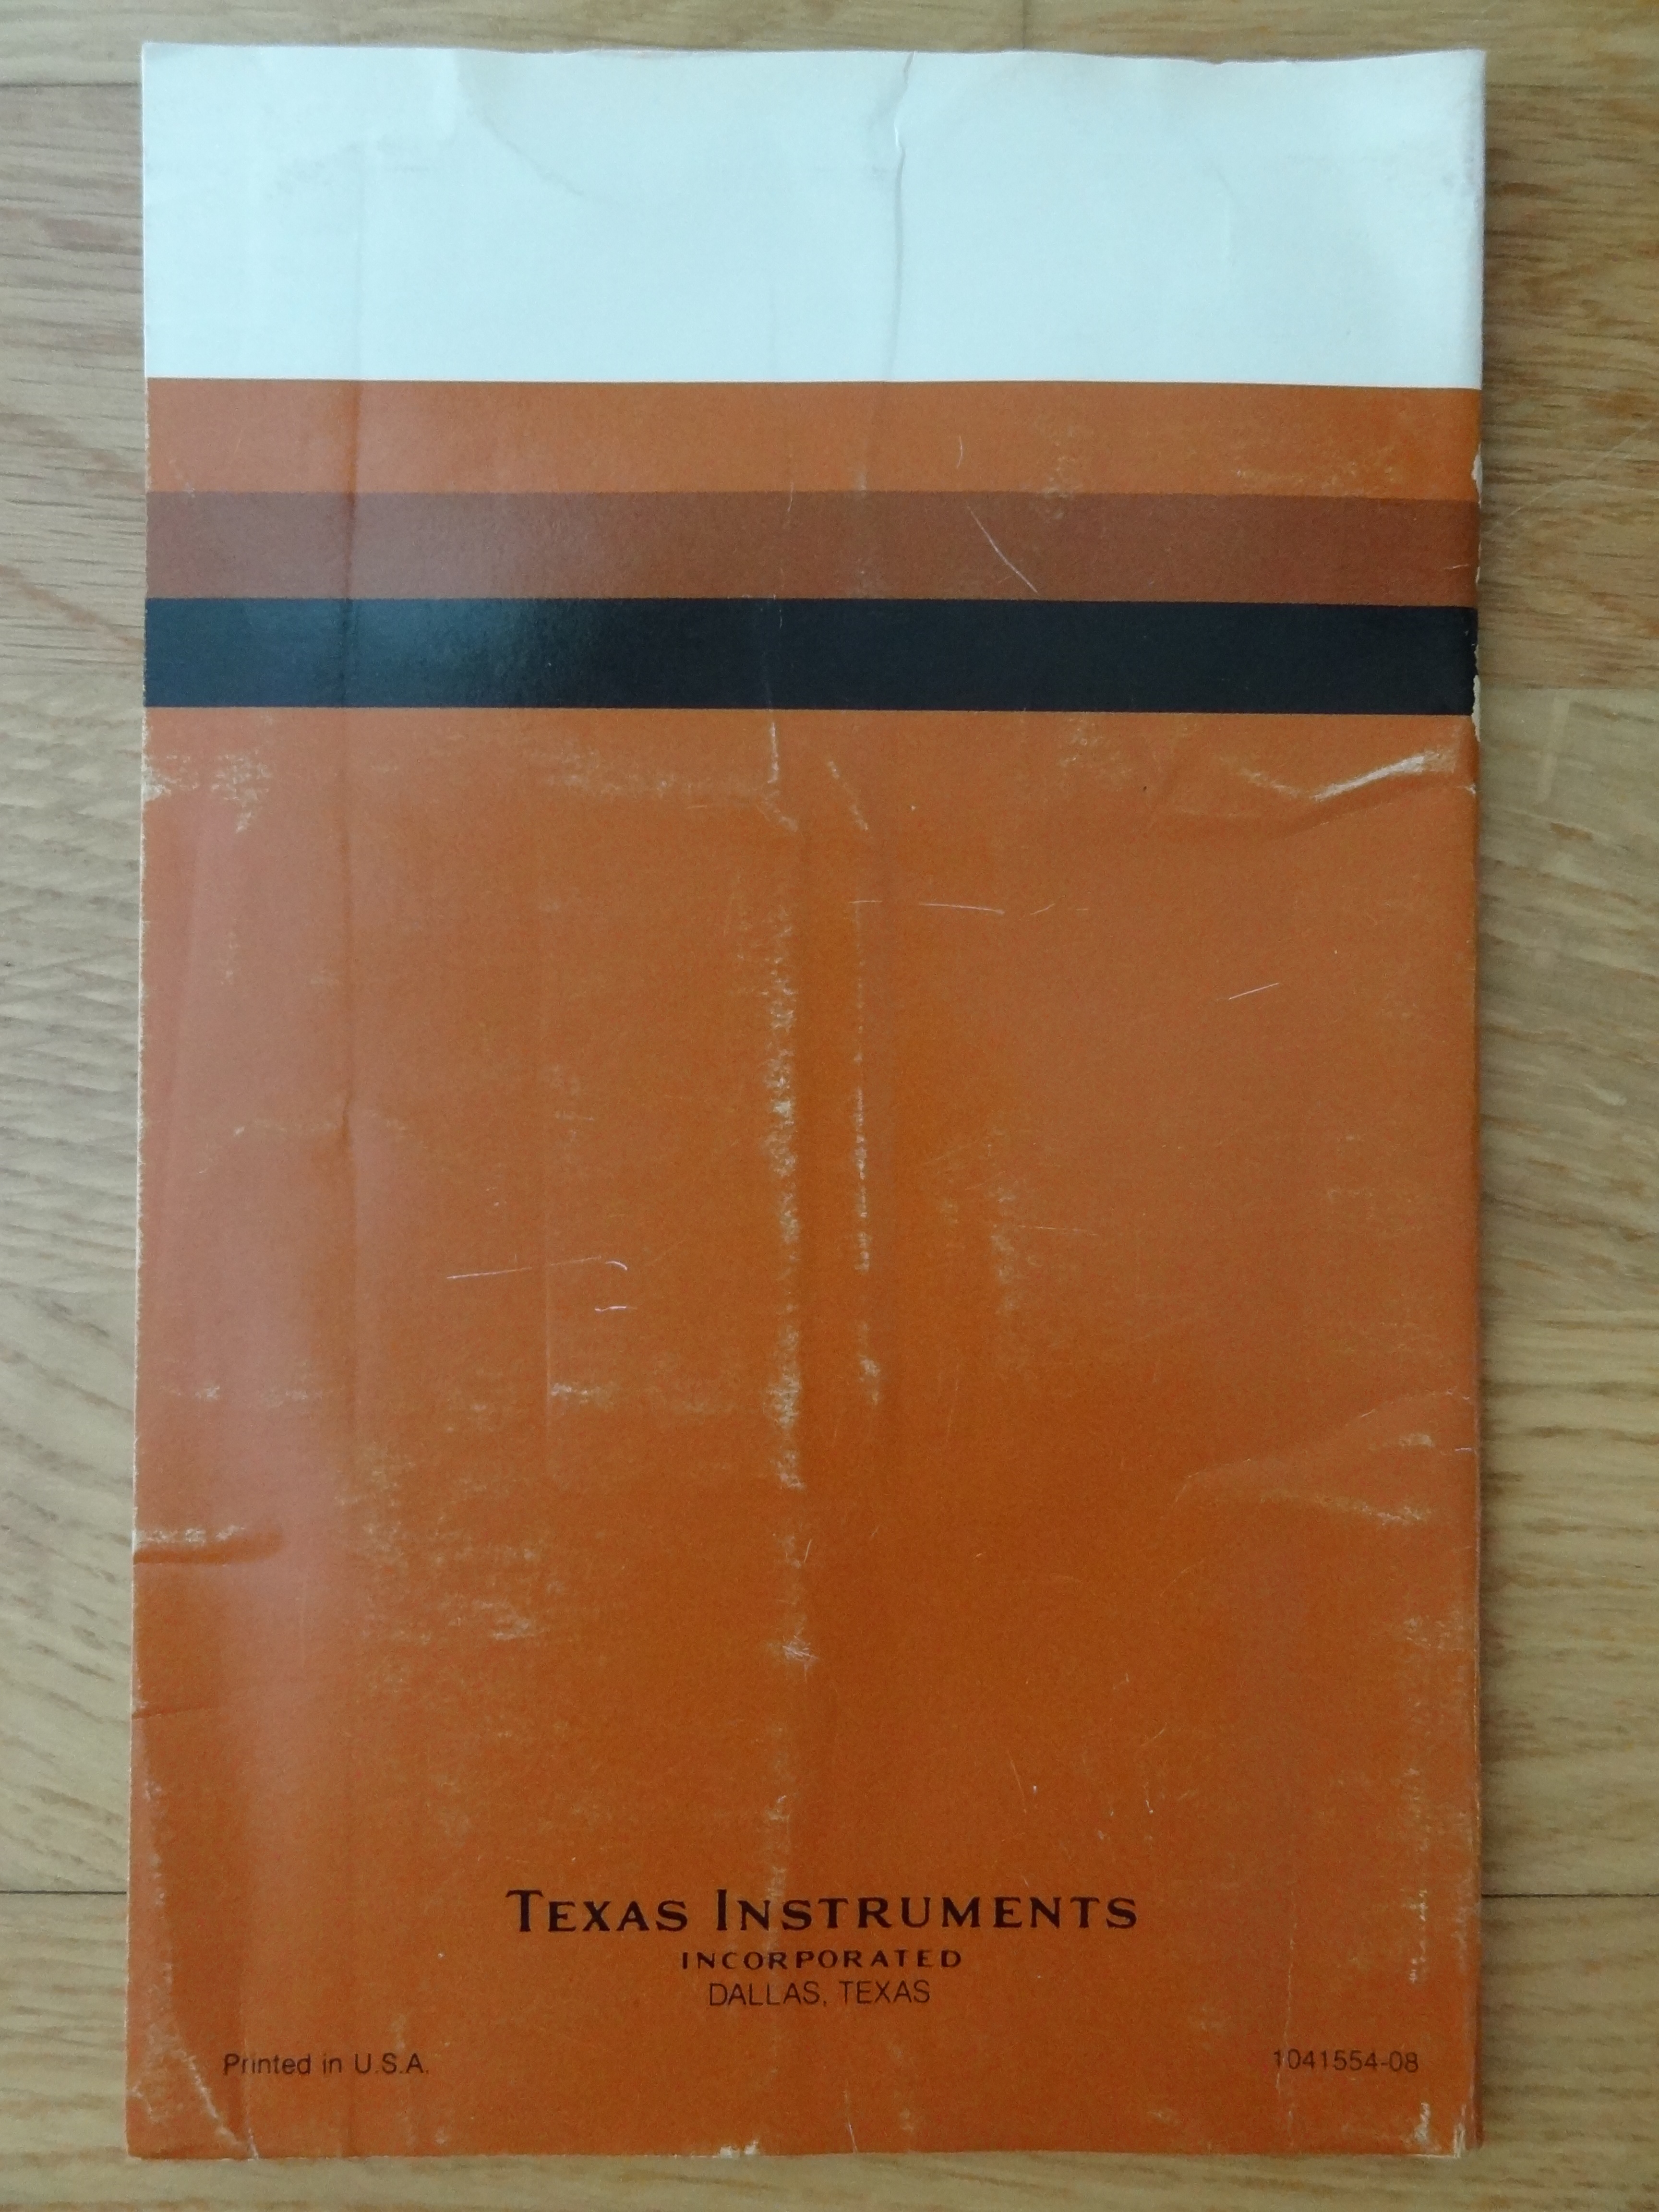 TEXAS INSTRUMENTS
INCORPORATED
DALLAS, TEXAS
Printed in U.S.A.
1041554-08